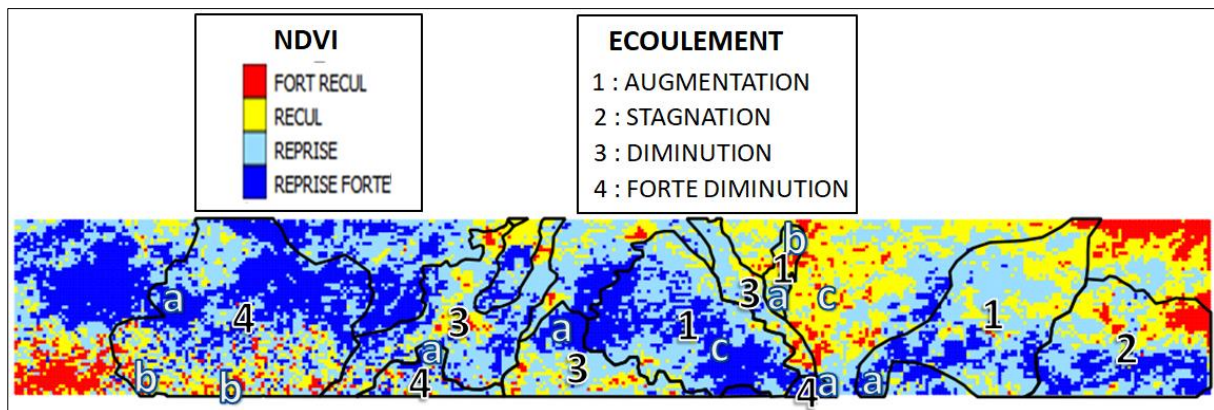 NDVI
FORT RECUL
RECUL
REPRISE
REPRISE FORTE
ECOULEMENT
1 : AUGMENTATION
2 : STAGNATION
3 : DIMINUTION
4 : FORTE DIMINUTION
b
1
a
4
3
a
1
3
a
c
1
a
c
2
b
b
4
3
4
a
a